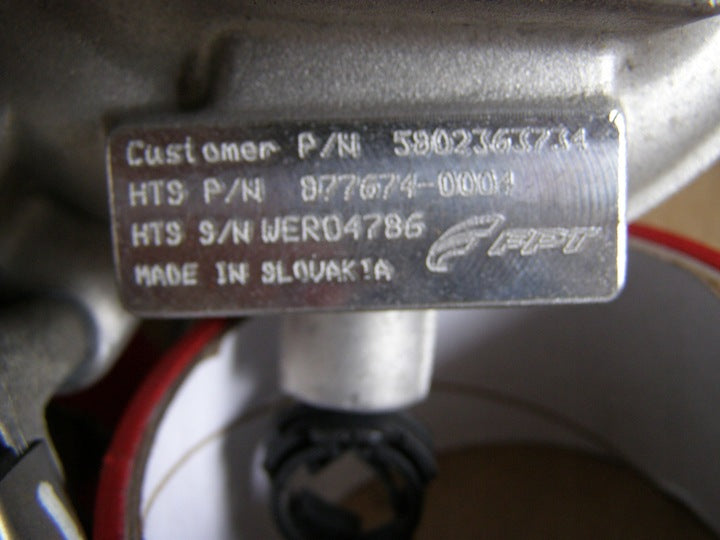 Customer P/N 5802363734
HTS P/N 877674-0001
HTS S/N WER04786
FPT
MADE IN SLOVAKIA